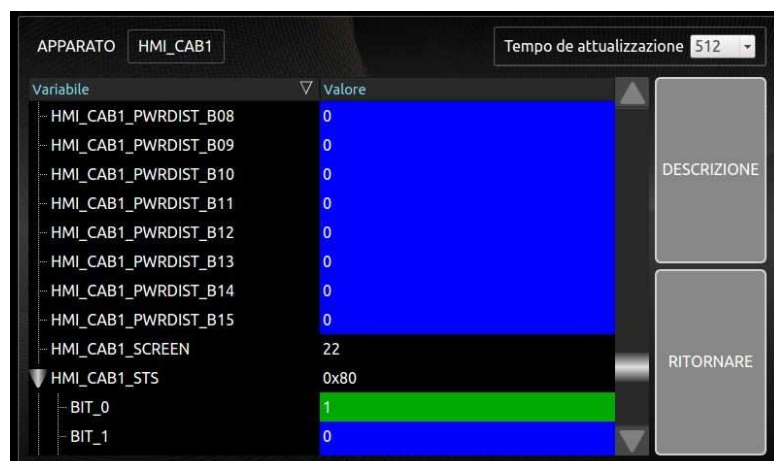 APPARATO HMI_CAB1 Tempo de attualizzazione 512
Variabile Valore
HMI_CAB1_PWRDIST_B08 0
HMI_CAB1_PWRDIST_B09 0
HMI_CAB1_PWRDIST_B10 0
HMI_CAB1_PWRDIST_B11 0
HMI_CAB1_PWRDIST_B12 0
HMI_CAB1_PWRDIST_B13 0
HMI_CAB1_PWRDIST_B14 0
HMI_CAB1_PWRDIST_B15 0
HMI_CAB1_SCREEN 22
HMI_CAB1_STS 0x80
BIT_0 1
BIT_1 0
DESCRIZIONE
RITORNARE